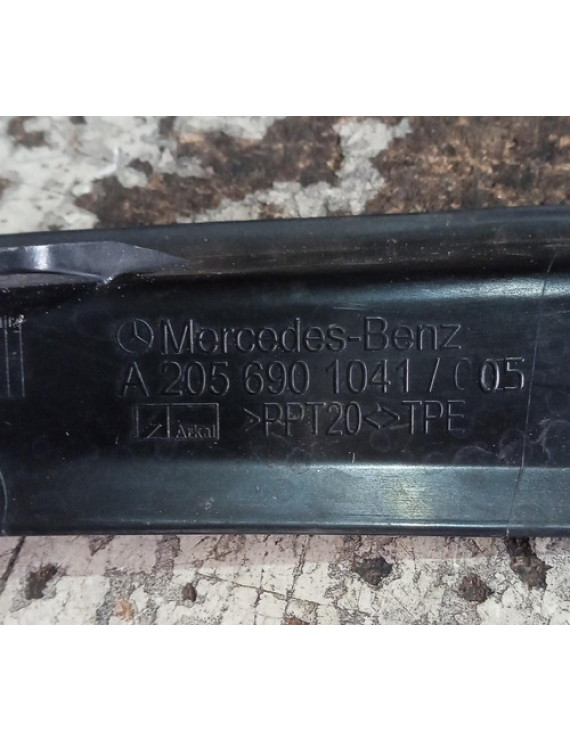 Mercedes-Benz
A 205 690 1041 / 005
Arkal >PPT20<>TPE